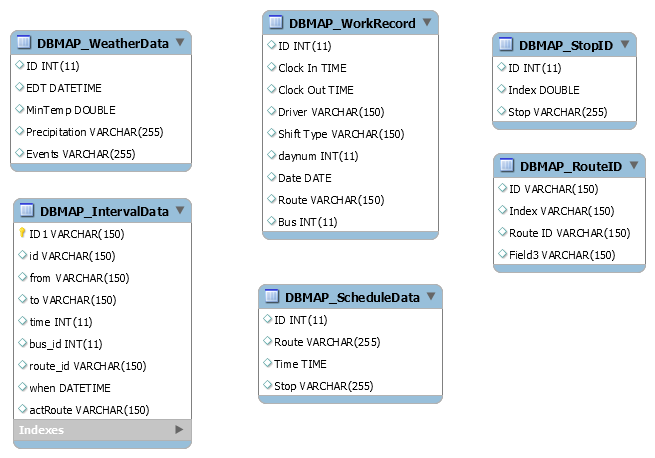 DBMAP_WeatherData
ID INT(11)
EDT DATETIME
MinTemp DOUBLE
Precipitation VARCHAR(255)
Events VARCHAR(255)
DBMAP_IntervalData
ID1 VARCHAR(150)
id VARCHAR(150)
from VARCHAR(150)
to VARCHAR(150)
time INT(11)
bus_id INT(11)
route_id VARCHAR(150)
when DATETIME
actRoute VARCHAR(150)
Indexes
DBMAP_WorkRecord
ID INT(11)
Clock In TIME
Clock Out TIME
Driver VARCHAR(150)
Shift Type VARCHAR(150)
daynum INT(11)
Date DATE
Route VARCHAR(150)
Bus INT(11)
DBMAP_ScheduleData
ID INT(11)
Route VARCHAR(255)
Time TIME
Stop VARCHAR(255)
DBMAP_StopID
ID INT(11)
Index DOUBLE
Stop VARCHAR(255)
DBMAP_RouteID
ID VARCHAR(150)
Index VARCHAR(150)
Route ID VARCHAR(150)
Field3 VARCHAR(150)